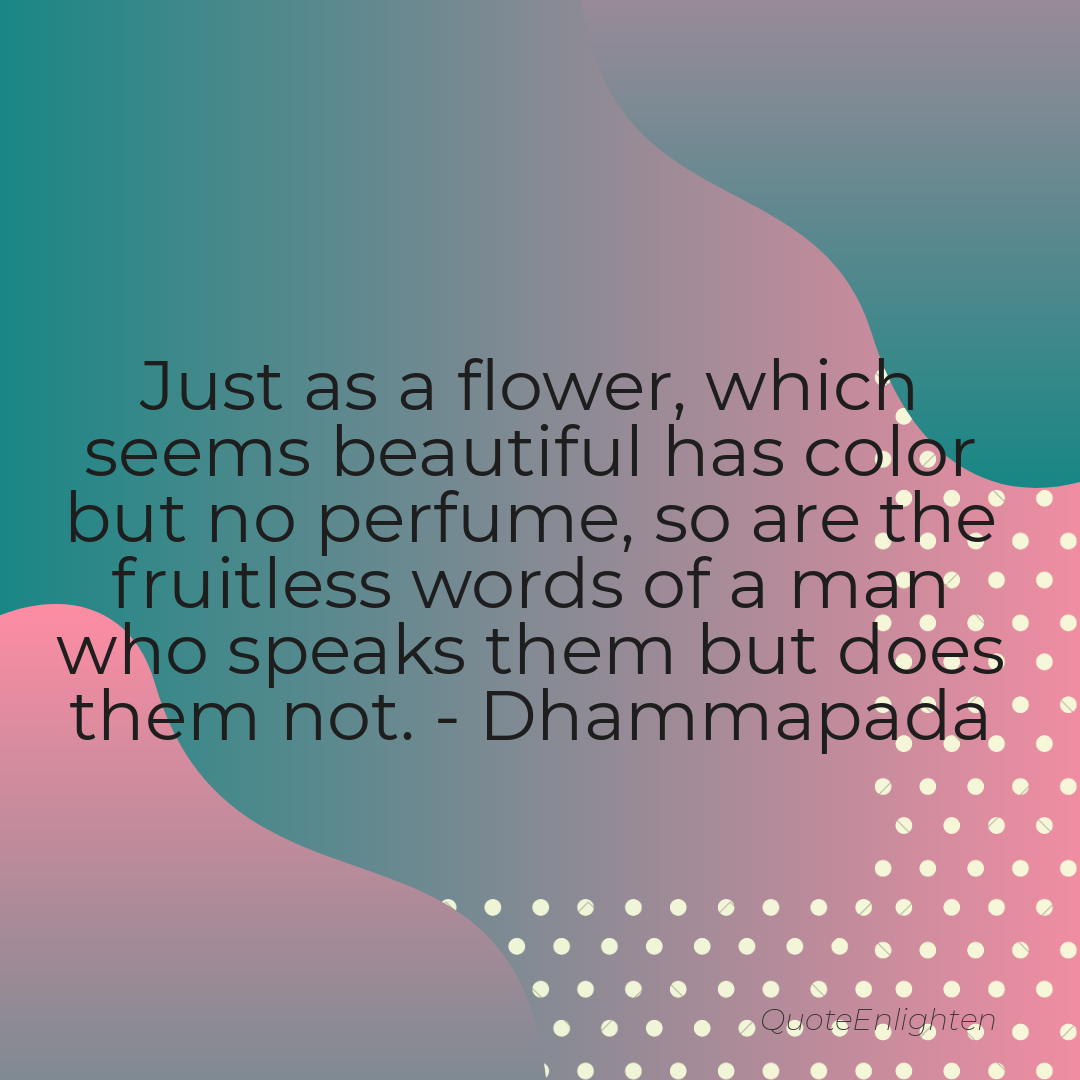 Just as a flower, which
seems beautiful has color
but no perfume, so are the
fruitless words of a man
who speaks them but does
them not. - Dhammapada
QuoteEnlighten